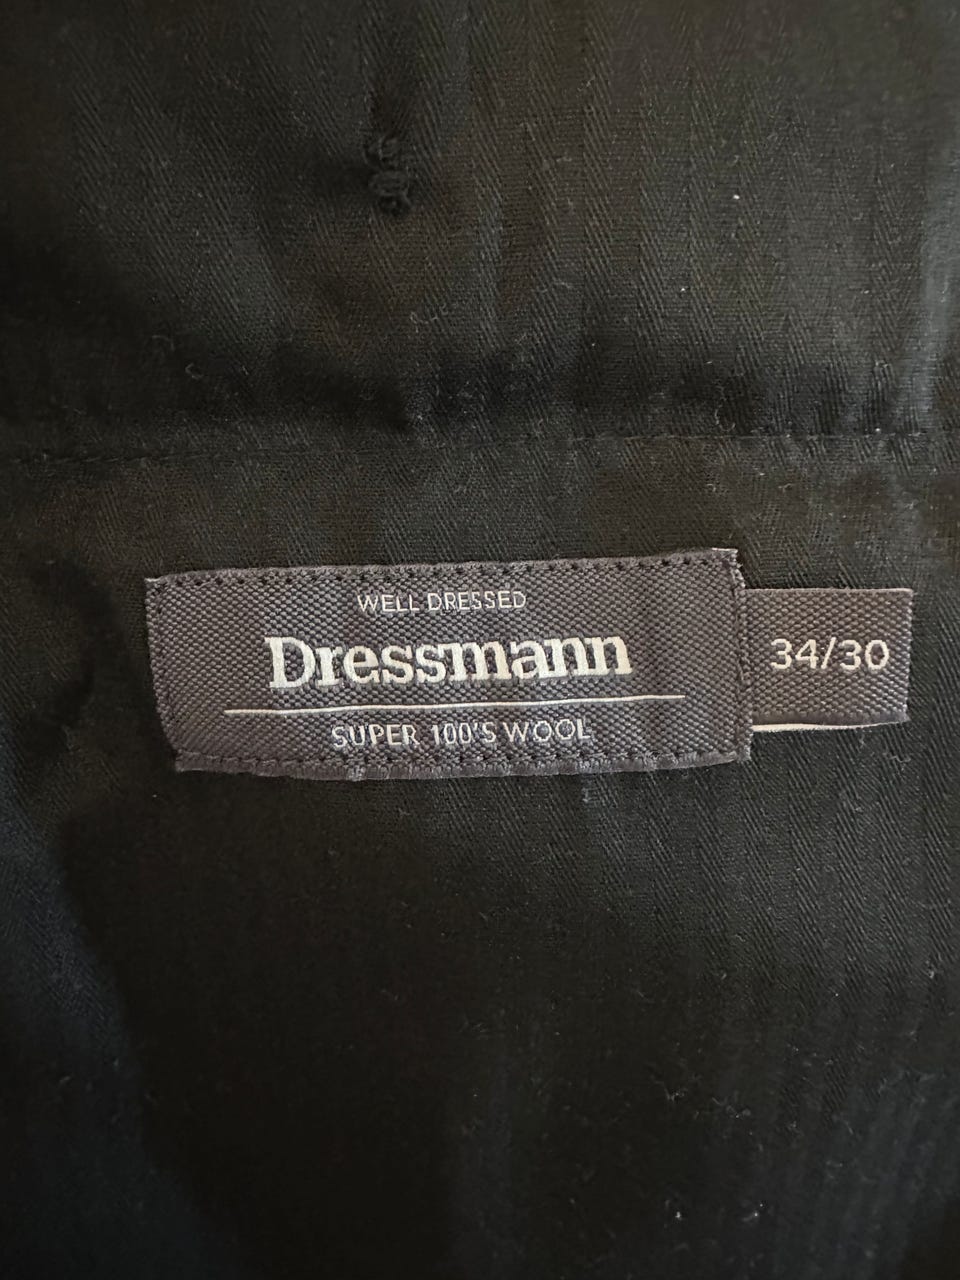 WELL DRESSED
Dressmann
SUPER 100'S WOOL
34/30